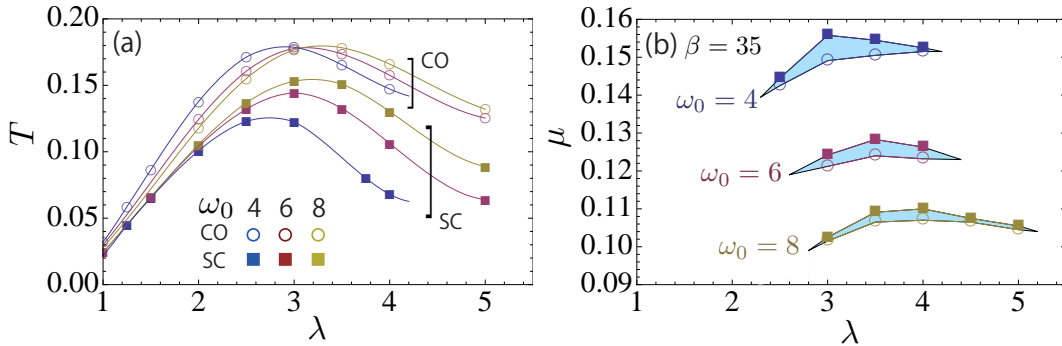 (a)
T
0.20
0.15
0.10
0.05
0.00
1 2 3 4 5
λ
CO
SC
ω₀ 4 6 8
CO
SC
(b)
β = 35
μ
0.16
0.15
0.14
0.13
0.12
0.11
0.10
0.09
1 2 3 4 5
λ
ω₀ = 4
ω₀ = 6
ω₀ = 8